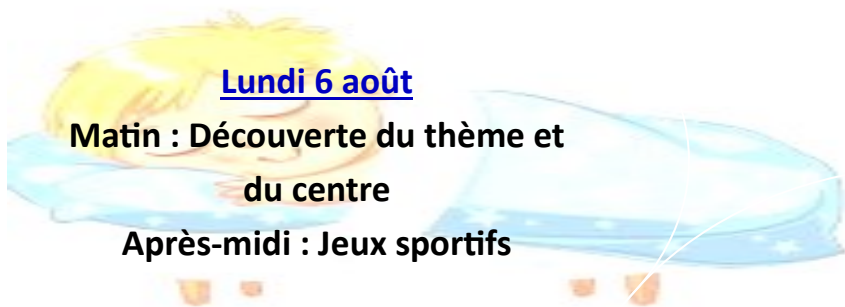 Lundi 6 août
Matin : Découverte du thème et
du centre
Après-midi : Jeux sportifs